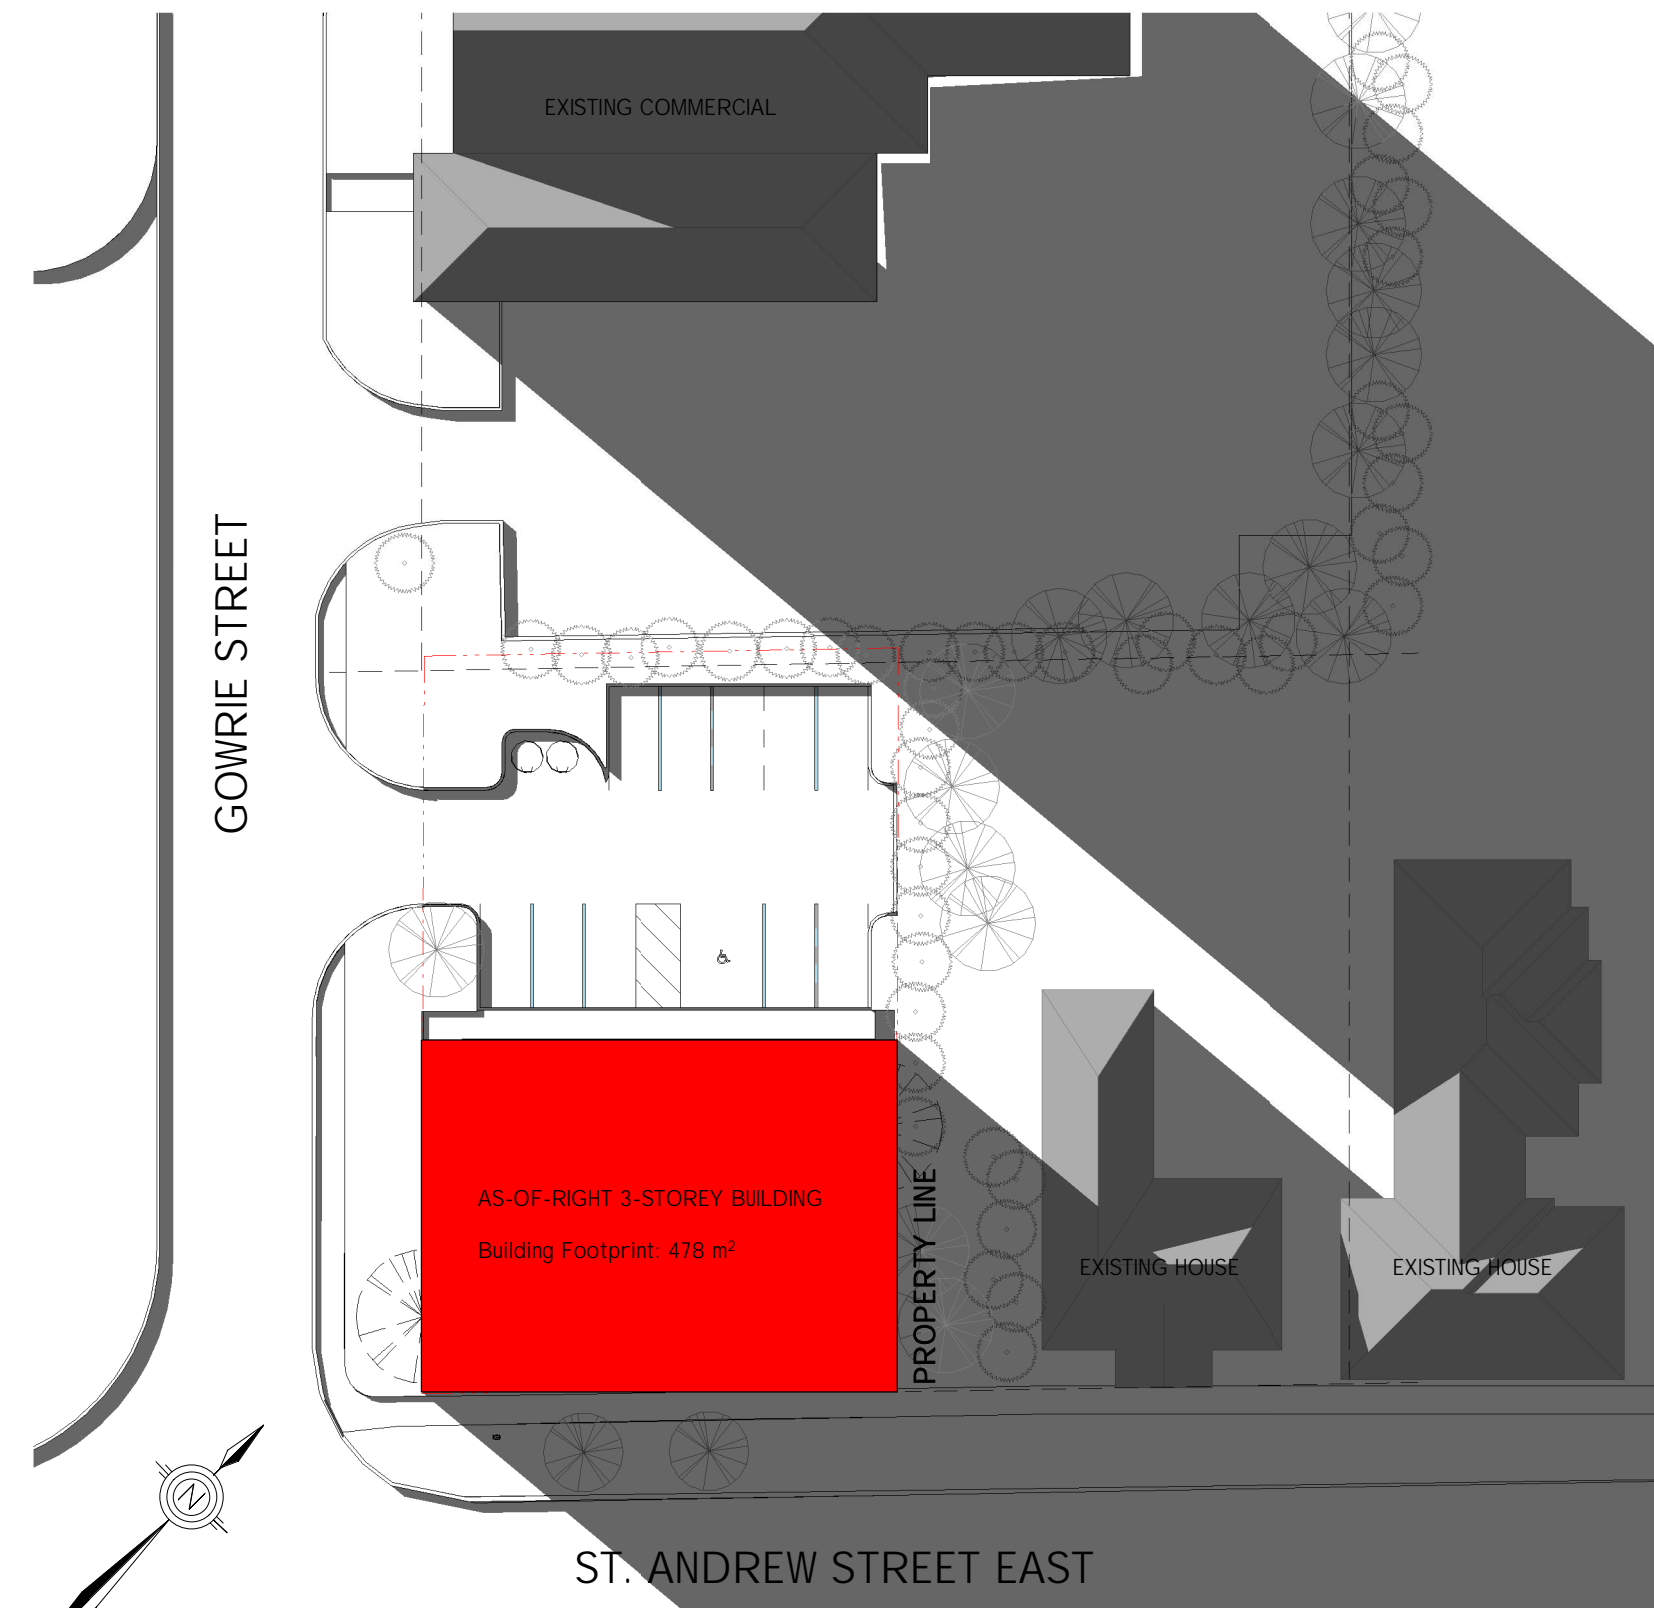 EXISTING COMMERCIAL
GOWRIE STREET
AS-OF-RIGHT 3-STOREY BUILDING
Building Footprint: 478 m²
PROPERTY LINE
EXISTING HOUSE
EXISTING HOUSE
N
ST. ANDREW STREET EAST